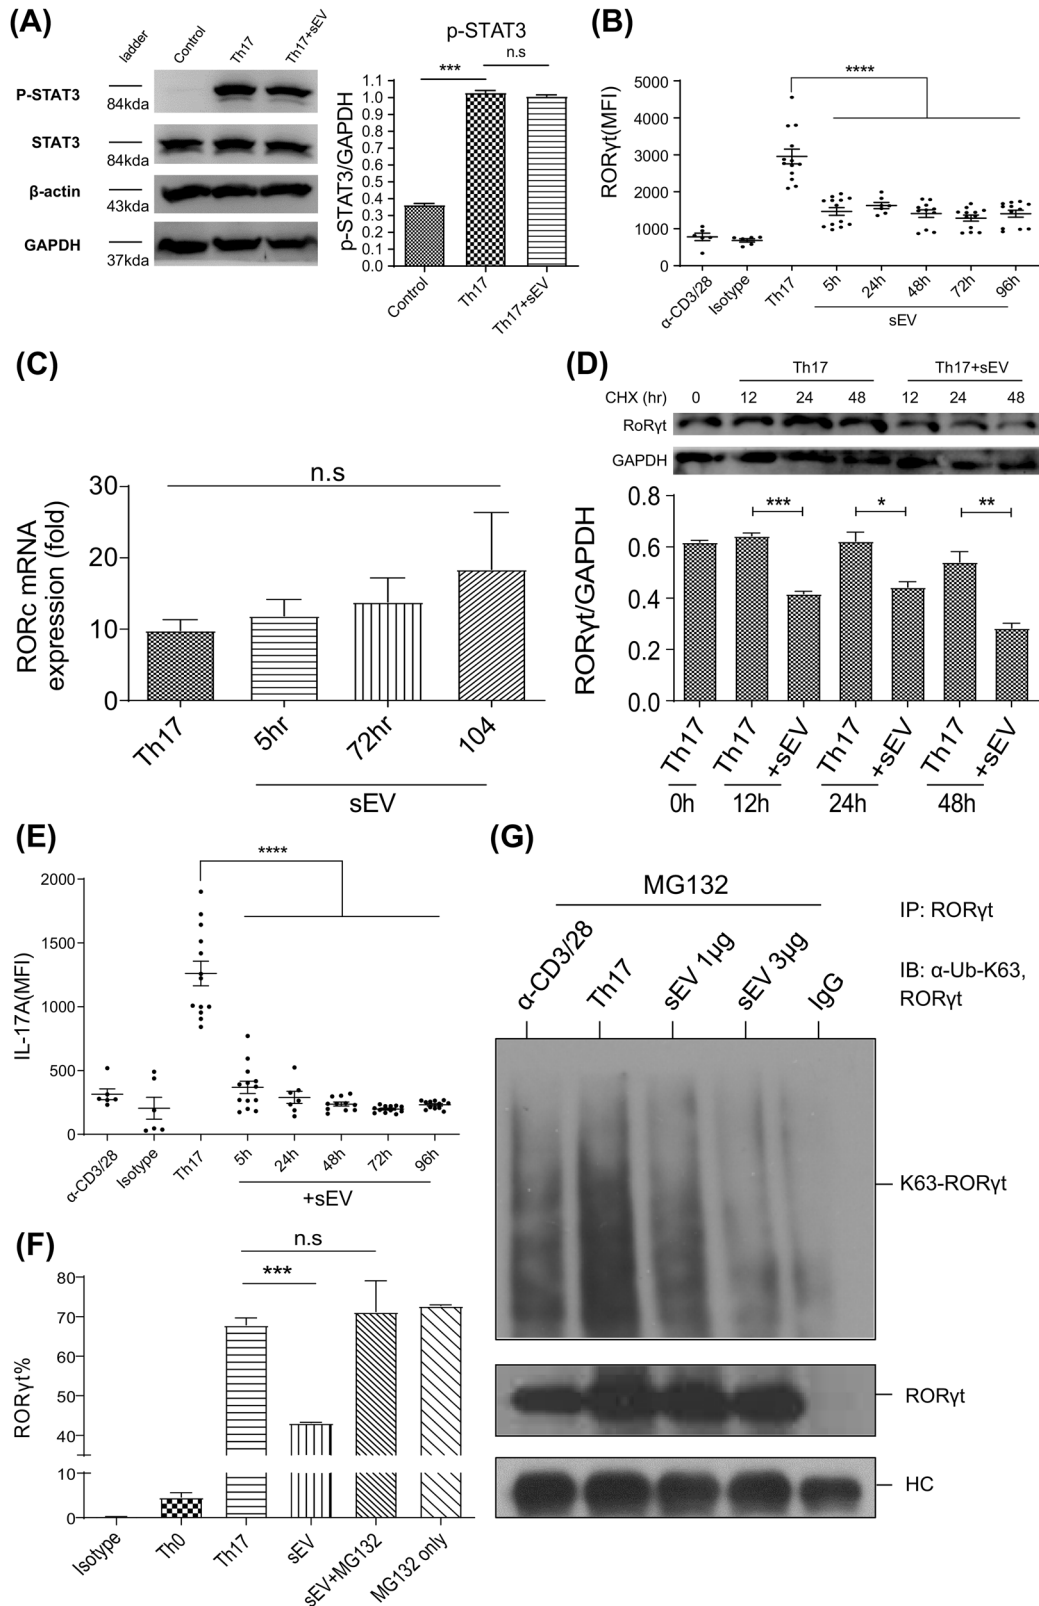 (A)
ladder
Control
Th17
Th17+sEV
P-STAT3
84kda
STAT3
84kda
β-actin
43kda
GAPDH
37kda
p-STAT3
n.s
***
p-STAT3/GAPDH
1.1
1.0
0.9
0.8
0.7
0.6
0.5
0.4
0.3
0.2
0.1
0.0
Control
Th17
Th17+sEV
(B)
****
RORγt(MFI)
5000
4000
3000
2000
1000
0
α-CD3/28
Isotype
Th17
5h
24h
48h
72h
96h
sEV
(C)
n.s
RORc mRNA
expression (fold)
30
20
10
0
Th17
5hr
72hr
104
sEV
(D)
Th17
Th17+sEV
CHX (hr)
0
12
24
48
12
24
48
RoRγt
GAPDH
RORγt/GAPDH
0.8
0.6
0.4
0.2
0.0
***
*
**
Th17
Th17
+sEV
Th17
+sEV
Th17
+sEV
0h
12h
24h
48h
(E)
****
IL-17A(MFI)
2000
1500
1000
500
0
α-CD3/28
Isotype
Th17
5h
24h
48h
72h
96h
+sEV
(F)
n.s
***
RORγt%
80
70
60
50
40
10
0
Isotype
Th0
Th17
sEV
sEV+MG132
MG132 only
(G)
MG132
α-CD3/28
Th17
sEV 1μg
sEV 3μg
IgG
IP: RORγt
IB: α-Ub-K63,
RORγt
K63-RORγt
RORγt
HC